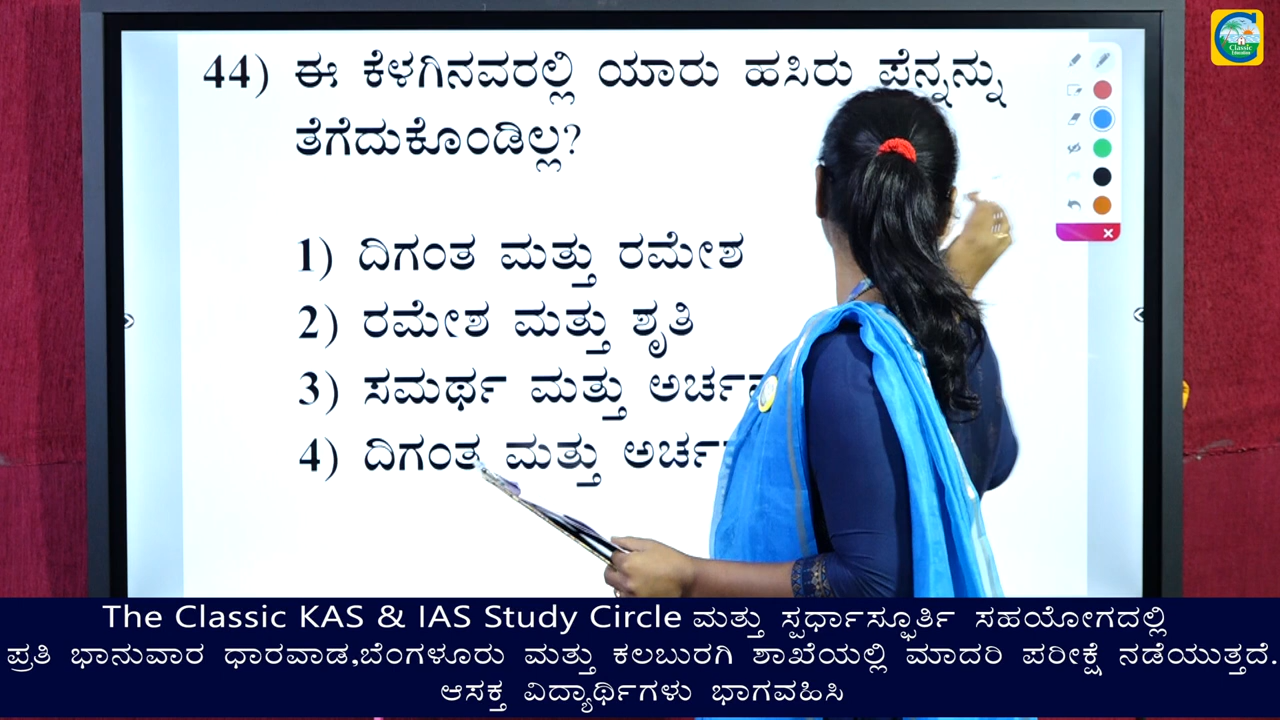 44) ಈ ಕೆಳಗಿನವರಲ್ಲಿ ಯಾರು ಹಸಿರು ಪೆನ್ನನ್ನು
ತೆಗೆದುಕೊಂಡಿಲ್ಲ?
1) ದಿಗಂತ ಮತ್ತು ರಮೇಶ
2) ರಮೇಶ ಮತ್ತು ಶೃತಿ
3) ಸಮರ್ಥ ಮತ್ತು
4) ದಿಗಂತ ಮತ್ತು
Classic
Education
The Classic KAS & IAS Study Circle ಮತ್ತು ಸ್ಪರ್ಧಾಸ್ಫೂರ್ತಿ ಸಹಯೋಗದಲ್ಲಿ
ಪ್ರತಿ ಭಾನುವಾರ ಧಾರವಾಡ,ಬೆಂಗಳೂರು ಮತ್ತು ಕಲಬುರಗಿ ಶಾಖೆಯಲ್ಲಿ ಮಾದರಿ ಪರೀಕ್ಷೆ ನಡೆಯುತ್ತದೆ.
ಆಸಕ್ತ ವಿದ್ಯಾರ್ಥಿಗಳು ಭಾಗವಹಿಸಿ